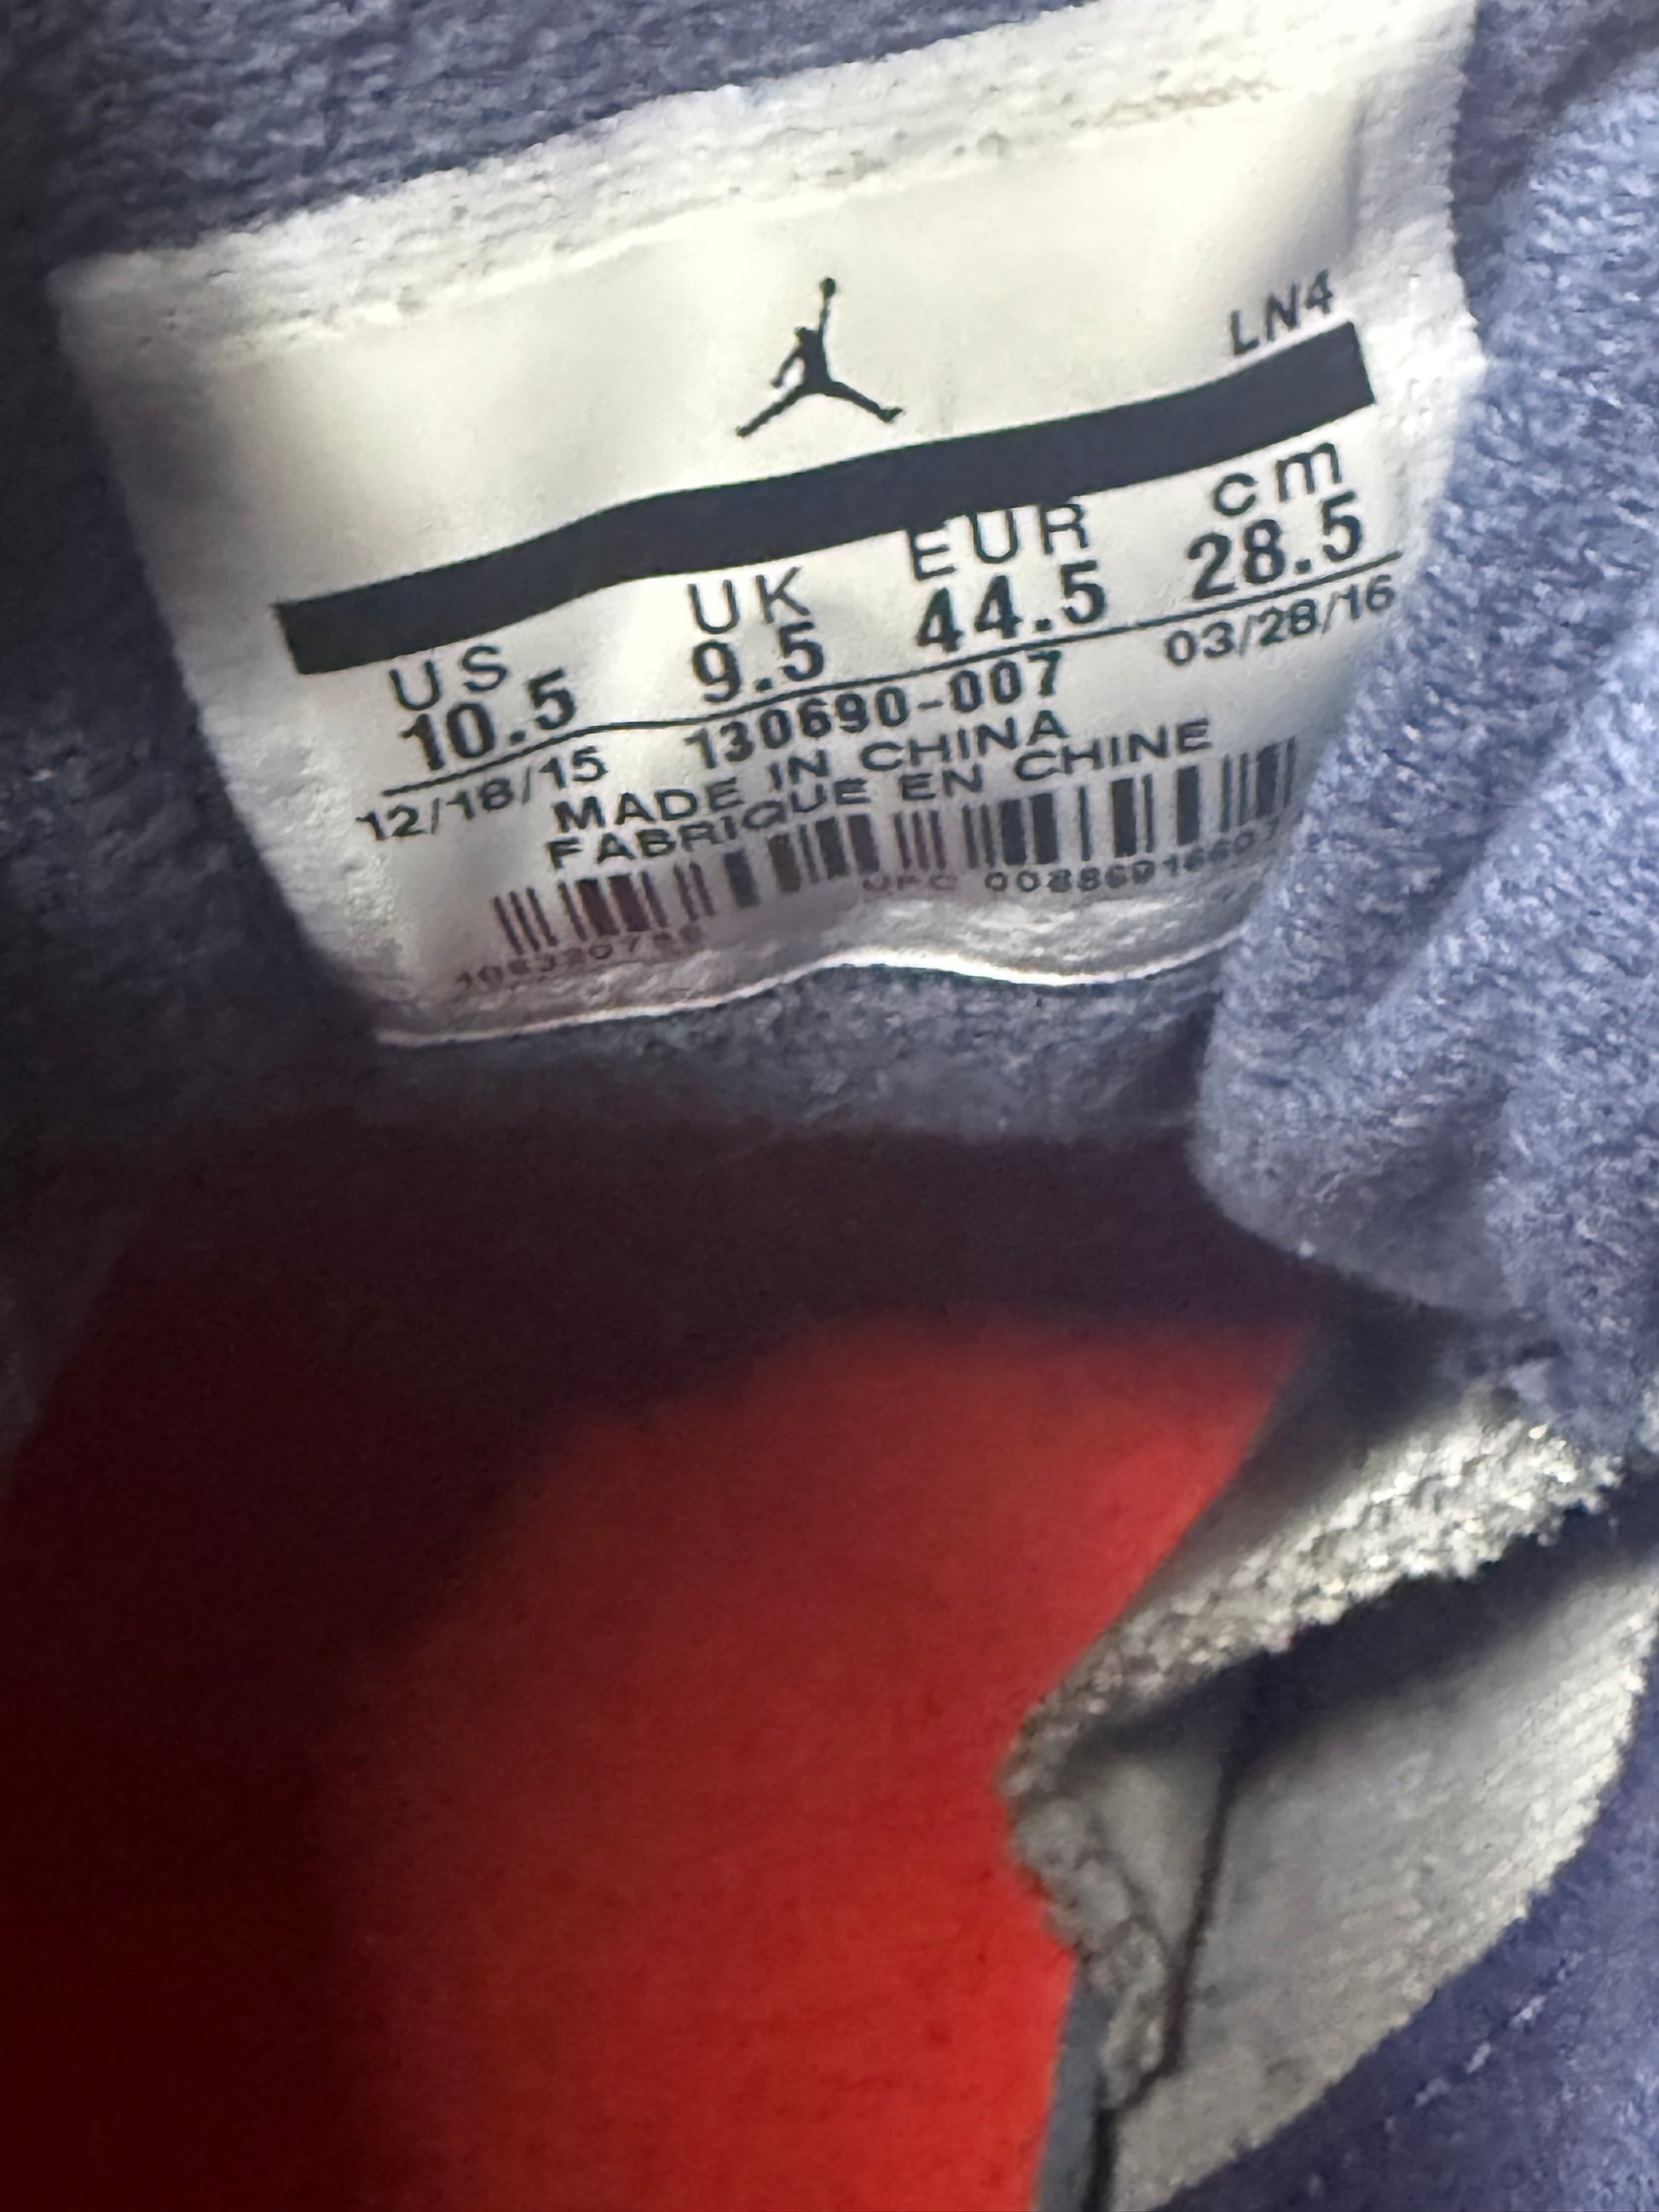 LN4
US UK EUR cm
10.5 9.5 44.5 28.5
12/18/15 130690-007 03/28/16
MADE IN CHINA
FABRIQUE EN CHINE
UPC